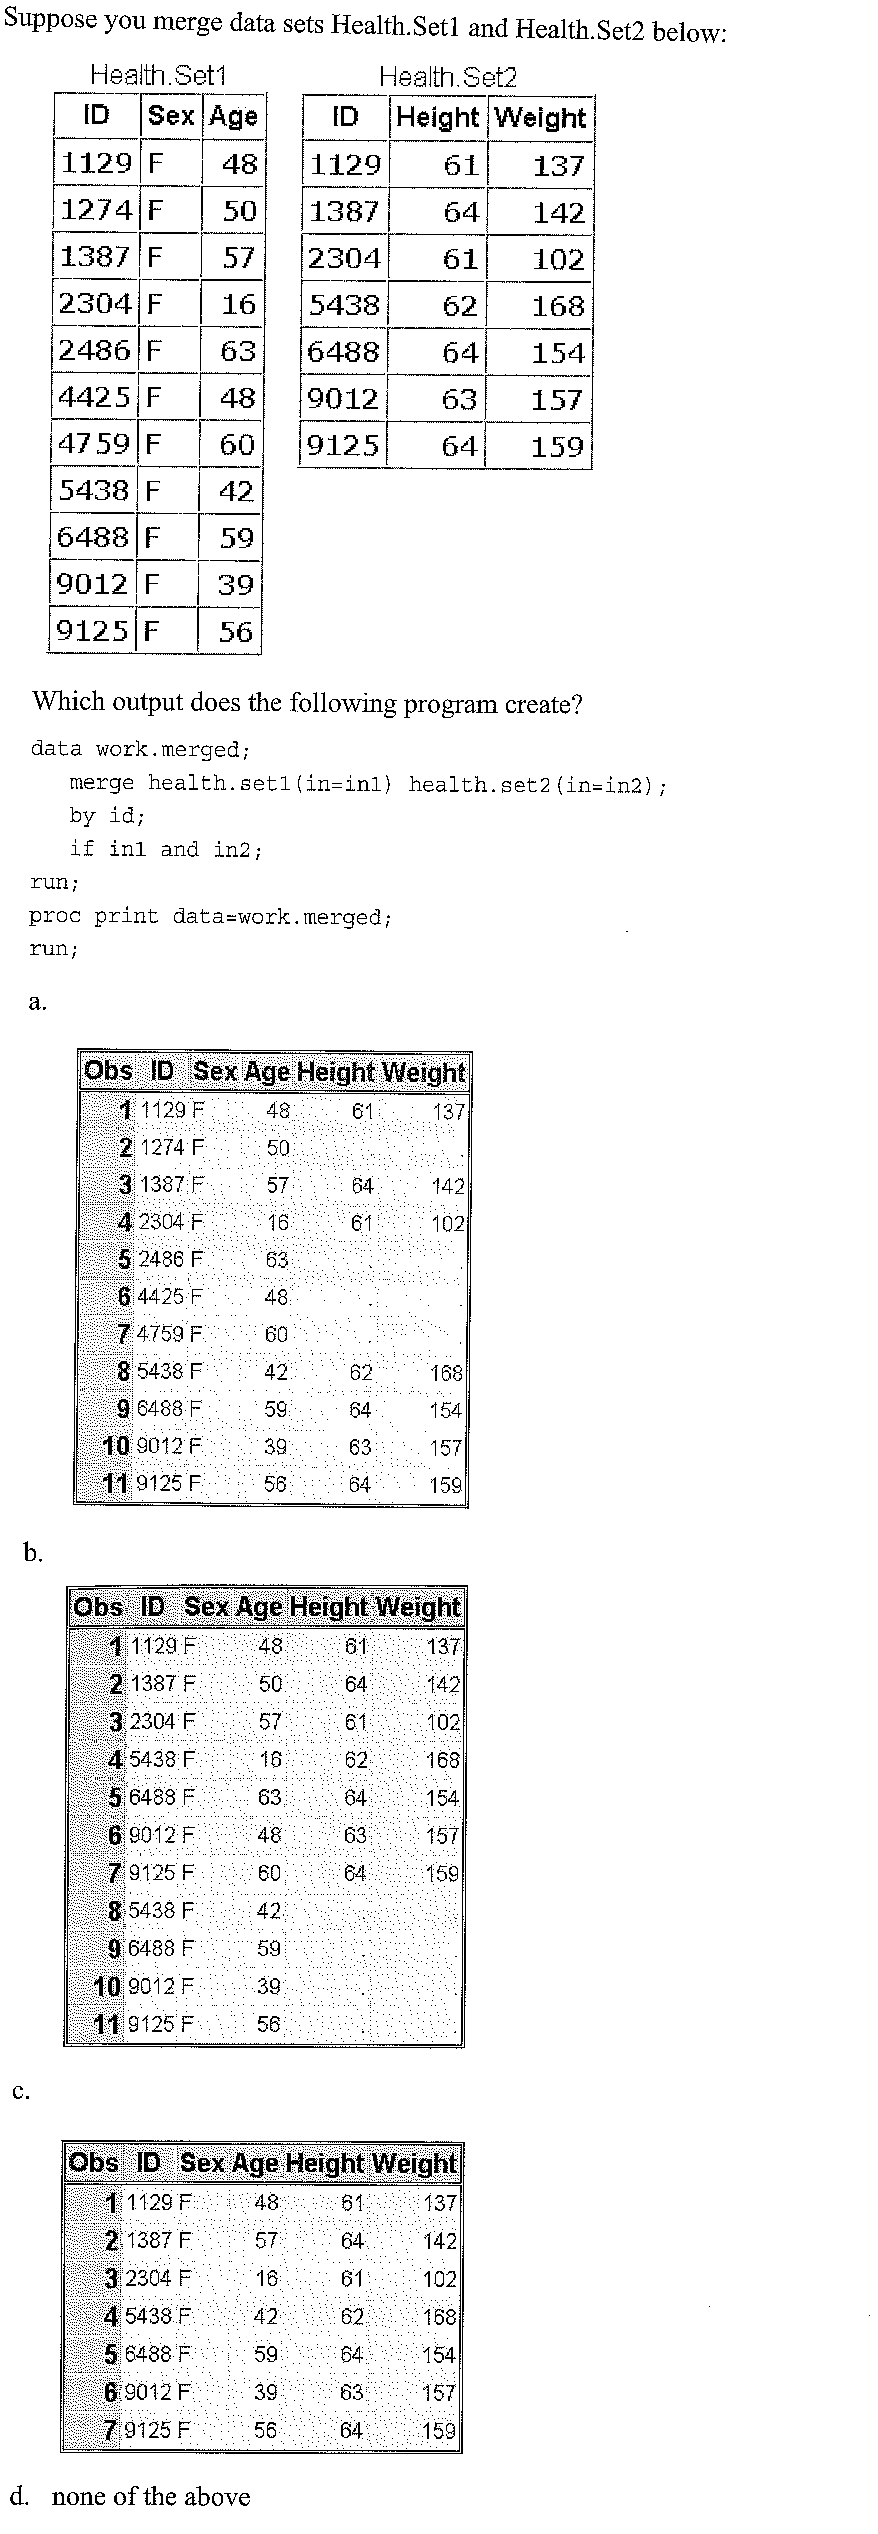 Suppose you merge data sets Health.Set1 and Health.Set2 below:
Health.Set1
ID Sex Age
1129 F 48
1274 F 50
1387 F 57
2304 F 16
2486 F 63
4425 F 48
4759 F 60
5438 F 42
6488 F 59
9012 F 39
9125 F 56
Health.Set2
ID Height Weight
1129 61 137
1387 64 142
2304 61 102
5438 62 168
6488 64 154
9012 63 157
9125 64 159
Which output does the following program create?
data work.merged;
merge health.set1(in=in1) health.set2(in=in2);
by id;
if in1 and in2;
run;
proc print data=work.merged;
run;
a.
Obs ID Sex Age Height Weight
1 1129 F 48 61 137
2 1274 F 50 . .
3 1387 F 57 64 142
4 2304 F 16 61 102
5 2486 F 63 . .
6 4425 F 48 . .
7 4759 F 60 . .
8 5438 F 42 62 168
9 6488 F 59 64 154
10 9012 F 39 63 157
11 9125 F 56 64 159
b.
Obs ID Sex Age Height Weight
1 1129 F 48 61 137
2 1387 F 50 64 142
3 2304 F 57 61 102
4 5438 F 16 62 168
5 6488 F 63 64 154
6 9012 F 48 63 157
7 9125 F 60 64 159
8 5438 F 42 . .
9 6488 F 59 . .
10 9012 F 39 . .
11 9125 F 56 . .
c.
Obs ID Sex Age Height Weight
1 1129 F 48 61 137
2 1387 F 57 64 142
3 2304 F 16 61 102
4 5438 F 42 62 168
5 6488 F 59 64 154
6 9012 F 39 63 157
7 9125 F 56 64 159
d. none of the above